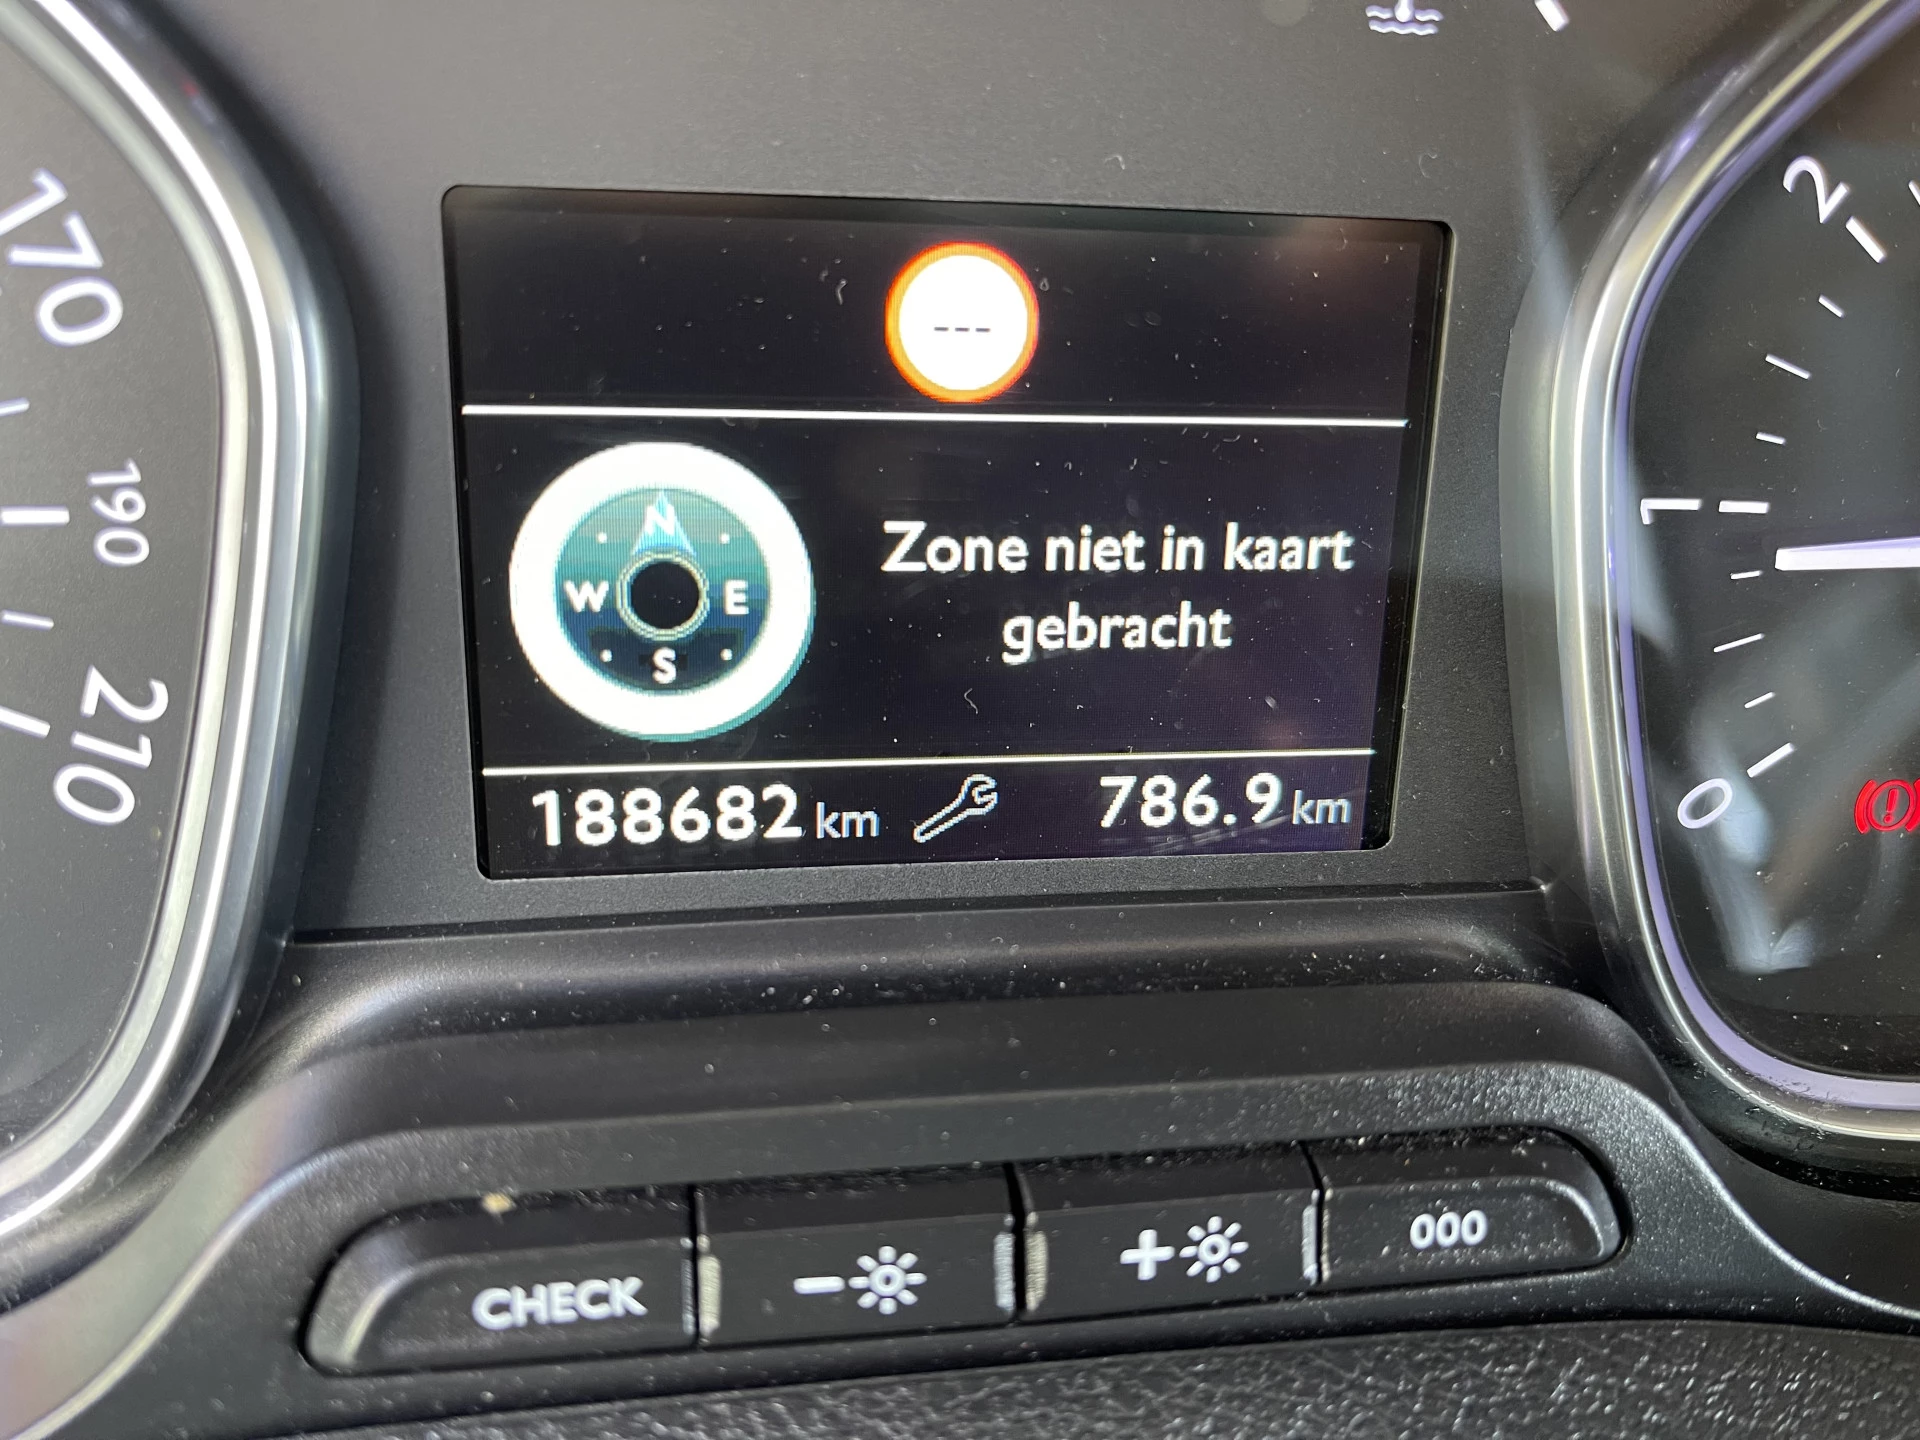 170
190
210
---
N
W E
S
Zone niet in kaart
gebracht
188682 km 786.9 km
2
1
0
CHECK - + 000